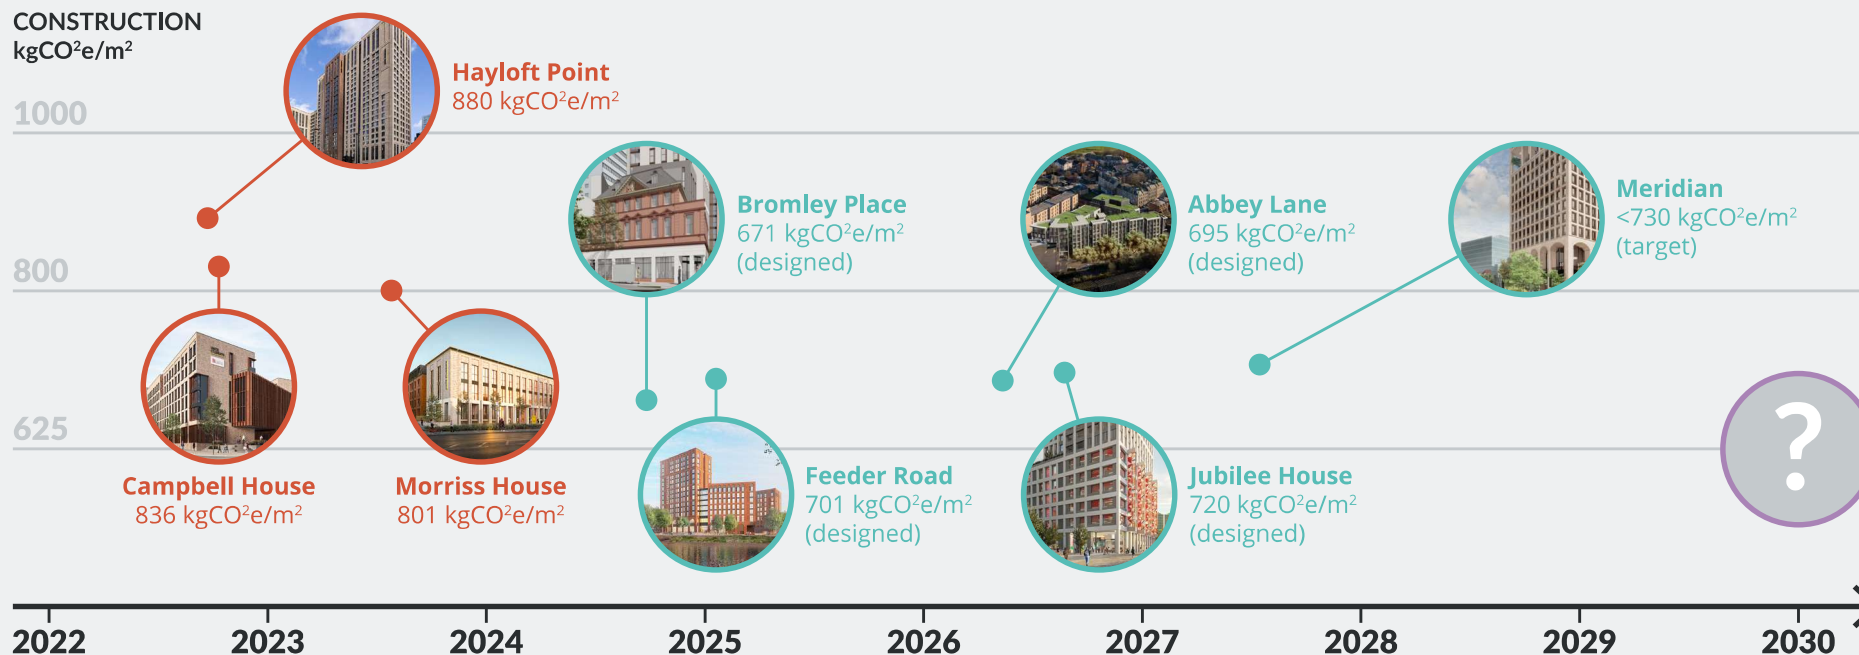 CONSTRUCTION
kgCO²e/m²
1000
800
625
Hayloft Point
880 kgCO²e/m²
Campbell House
836 kgCO²e/m²
Morriss House
801 kgCO²e/m²
Bromley Place
671 kgCO²e/m²
(designed)
Feeder Road
701 kgCO²e/m²
(designed)
Abbey Lane
695 kgCO²e/m²
(designed)
Jubilee House
720 kgCO²e/m²
(designed)
Meridian
<730 kgCO²e/m²
(target)
?
2022 2023 2024 2025 2026 2027 2028 2029 2030